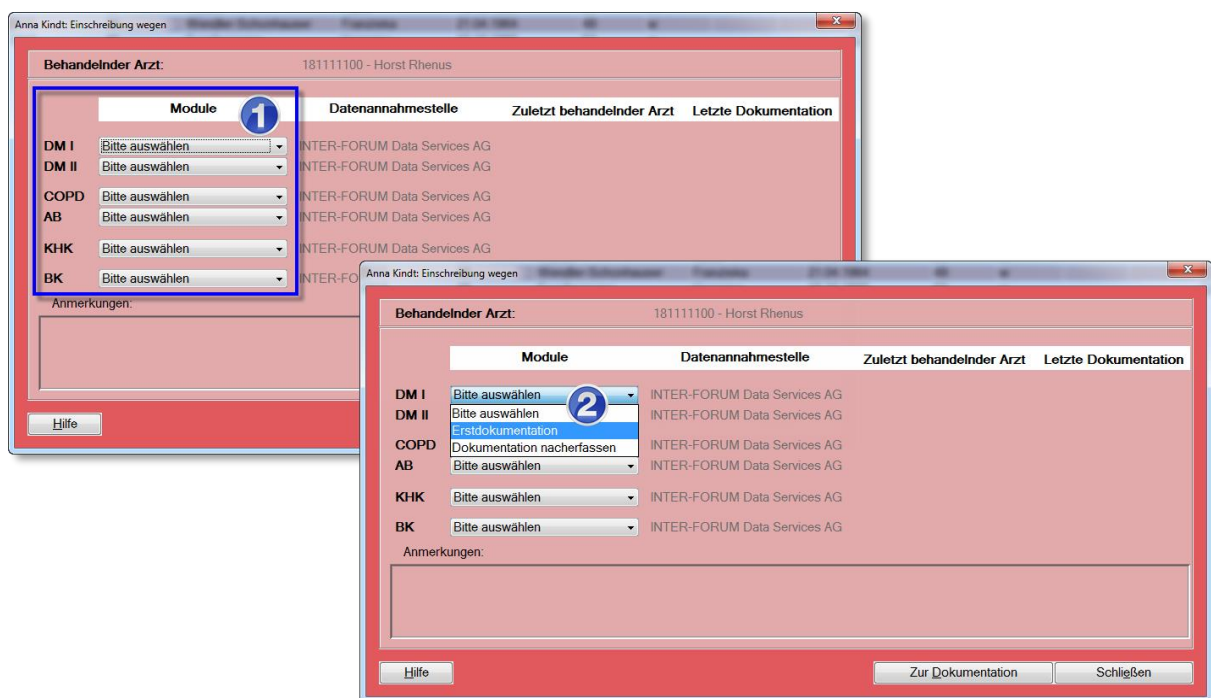 Anna Kindt: Einschreibung wegen
Behandelnder Arzt: 181111100 - Horst Rhenus
Module Datenannahmestelle Zuletzt behandelnder Arzt Letzte Dokumentation
1
DM I Bitte auswählen INTER-FORUM Data Services AG
DM II Bitte auswählen INTER-FORUM Data Services AG
COPD Bitte auswählen INTER-FORUM Data Services AG
AB Bitte auswählen INTER-FORUM Data Services AG
KHK Bitte auswählen INTER-FORUM Data Services AG
BK Bitte auswählen INTER-FO
Anmerkungen:
Hilfe
Anna Kindt: Einschreibung wegen
Behandelnder Arzt: 181111100 - Horst Rhenus
Module Datenannahmestelle Zuletzt behandelnder Arzt Letzte Dokumentation
DM I Bitte auswählen 2 INTER-FORUM Data Services AG
DM II Bitte auswählen INTER-FORUM Data Services AG
Erstdokumentation
COPD Dokumentation nacherfassen INTER-FORUM Data Services AG
AB Bitte auswählen INTER-FORUM Data Services AG
KHK Bitte auswählen INTER-FORUM Data Services AG
BK Bitte auswählen INTER-FORUM Data Services AG
Anmerkungen:
Hilfe Zur Dokumentation Schließen